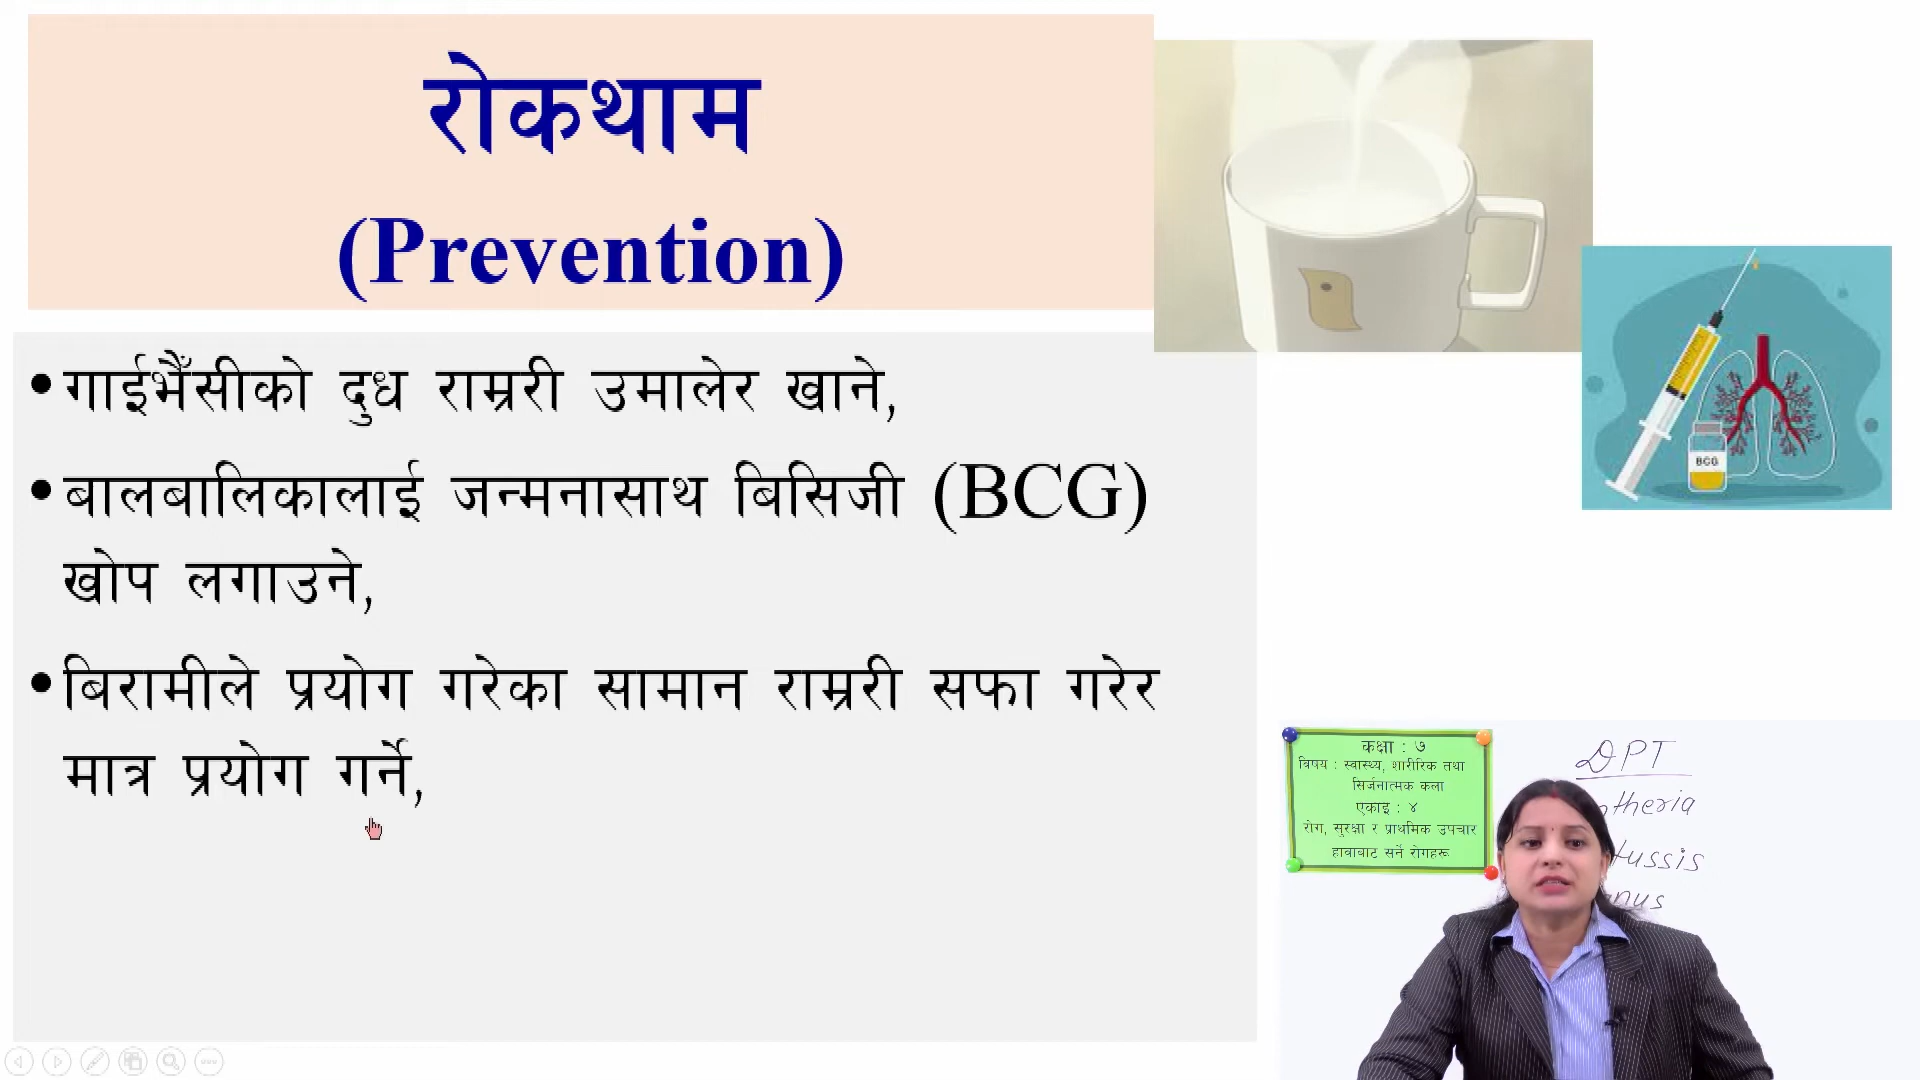 रोकथाम
(Prevention)
• गाईभैँसीको दुध राम्ररी उमालेर खाने,
• बालबालिकालाई जन्मनासाथ बिसिजी (BCG)
खोप लगाउने,
• बिरामीले प्रयोग गरेका सामान राम्ररी सफा गरेर
मात्र प्रयोग गर्ने,
BCG
कक्षा : ७
विषय : स्वास्थ्य, शारीरिक तथा
सिर्जनात्मक कला
एकाइ : ४
रोग, सुरक्षा र प्राथमिक उपचार
हावाबाट सर्ने रोगहरू
DPT